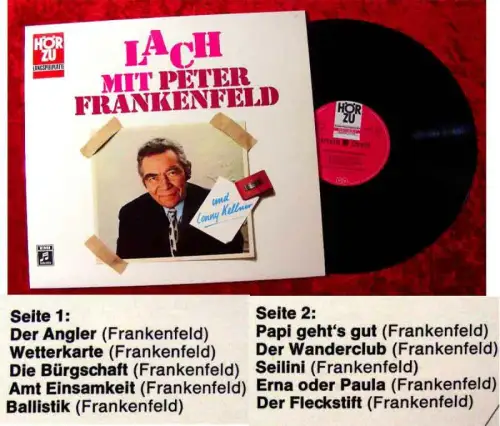 HÖR
ZU
LANGSPIELPLATTE
LACH
MIT PETER
FRANKENFELD
und
Lonny Kellner
HÖR
ZU
Seite 1:
Der Angler (Frankenfeld)
Wetterkarte (Frankenfeld)
Die Bürgschaft (Frankenfeld)
Amt Einsamkeit (Frankenfeld)
Ballistik (Frankenfeld)
Seite 2:
Papi geht's gut (Frankenfeld)
Der Wanderclub (Frankenfeld)
Seilini (Frankenfeld)
Erna oder Paula (Frankenfeld)
Der Fleckstift (Frankenfeld)